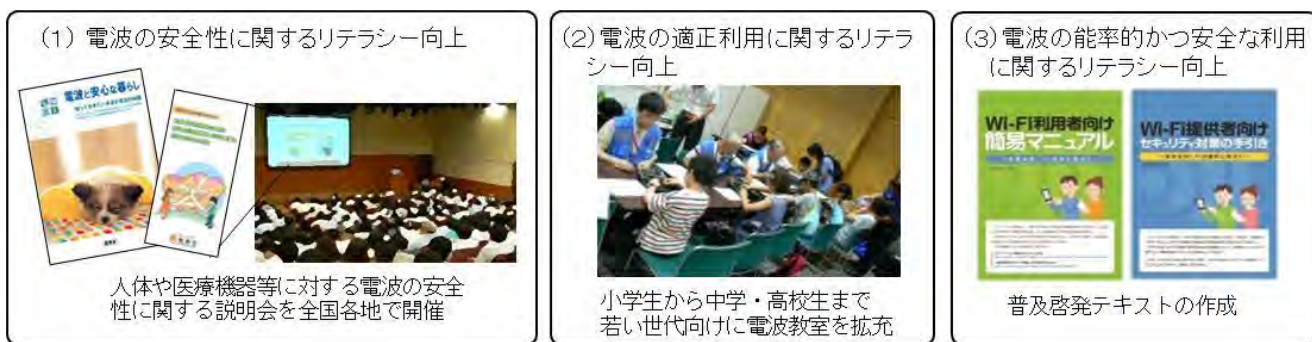 （1）電波の安全性に関するリテラシー向上
電波と安心な暮らし
人体や医療機器等に対する電波の安全
性に関する説明会を全国各地で開催
（2）電波の適正利用に関するリテラ
シー向上
小学生から中学・高校生まで
若い世代向けに電波教室を拡充
（3）電波の能率的かつ安全な利用
に関するリテラシー向上
Wi-Fi利用者向け
簡易マニュアル
Wi-Fi提供者向け
セキュリティ対策の手引き
普及啓発テキストの作成